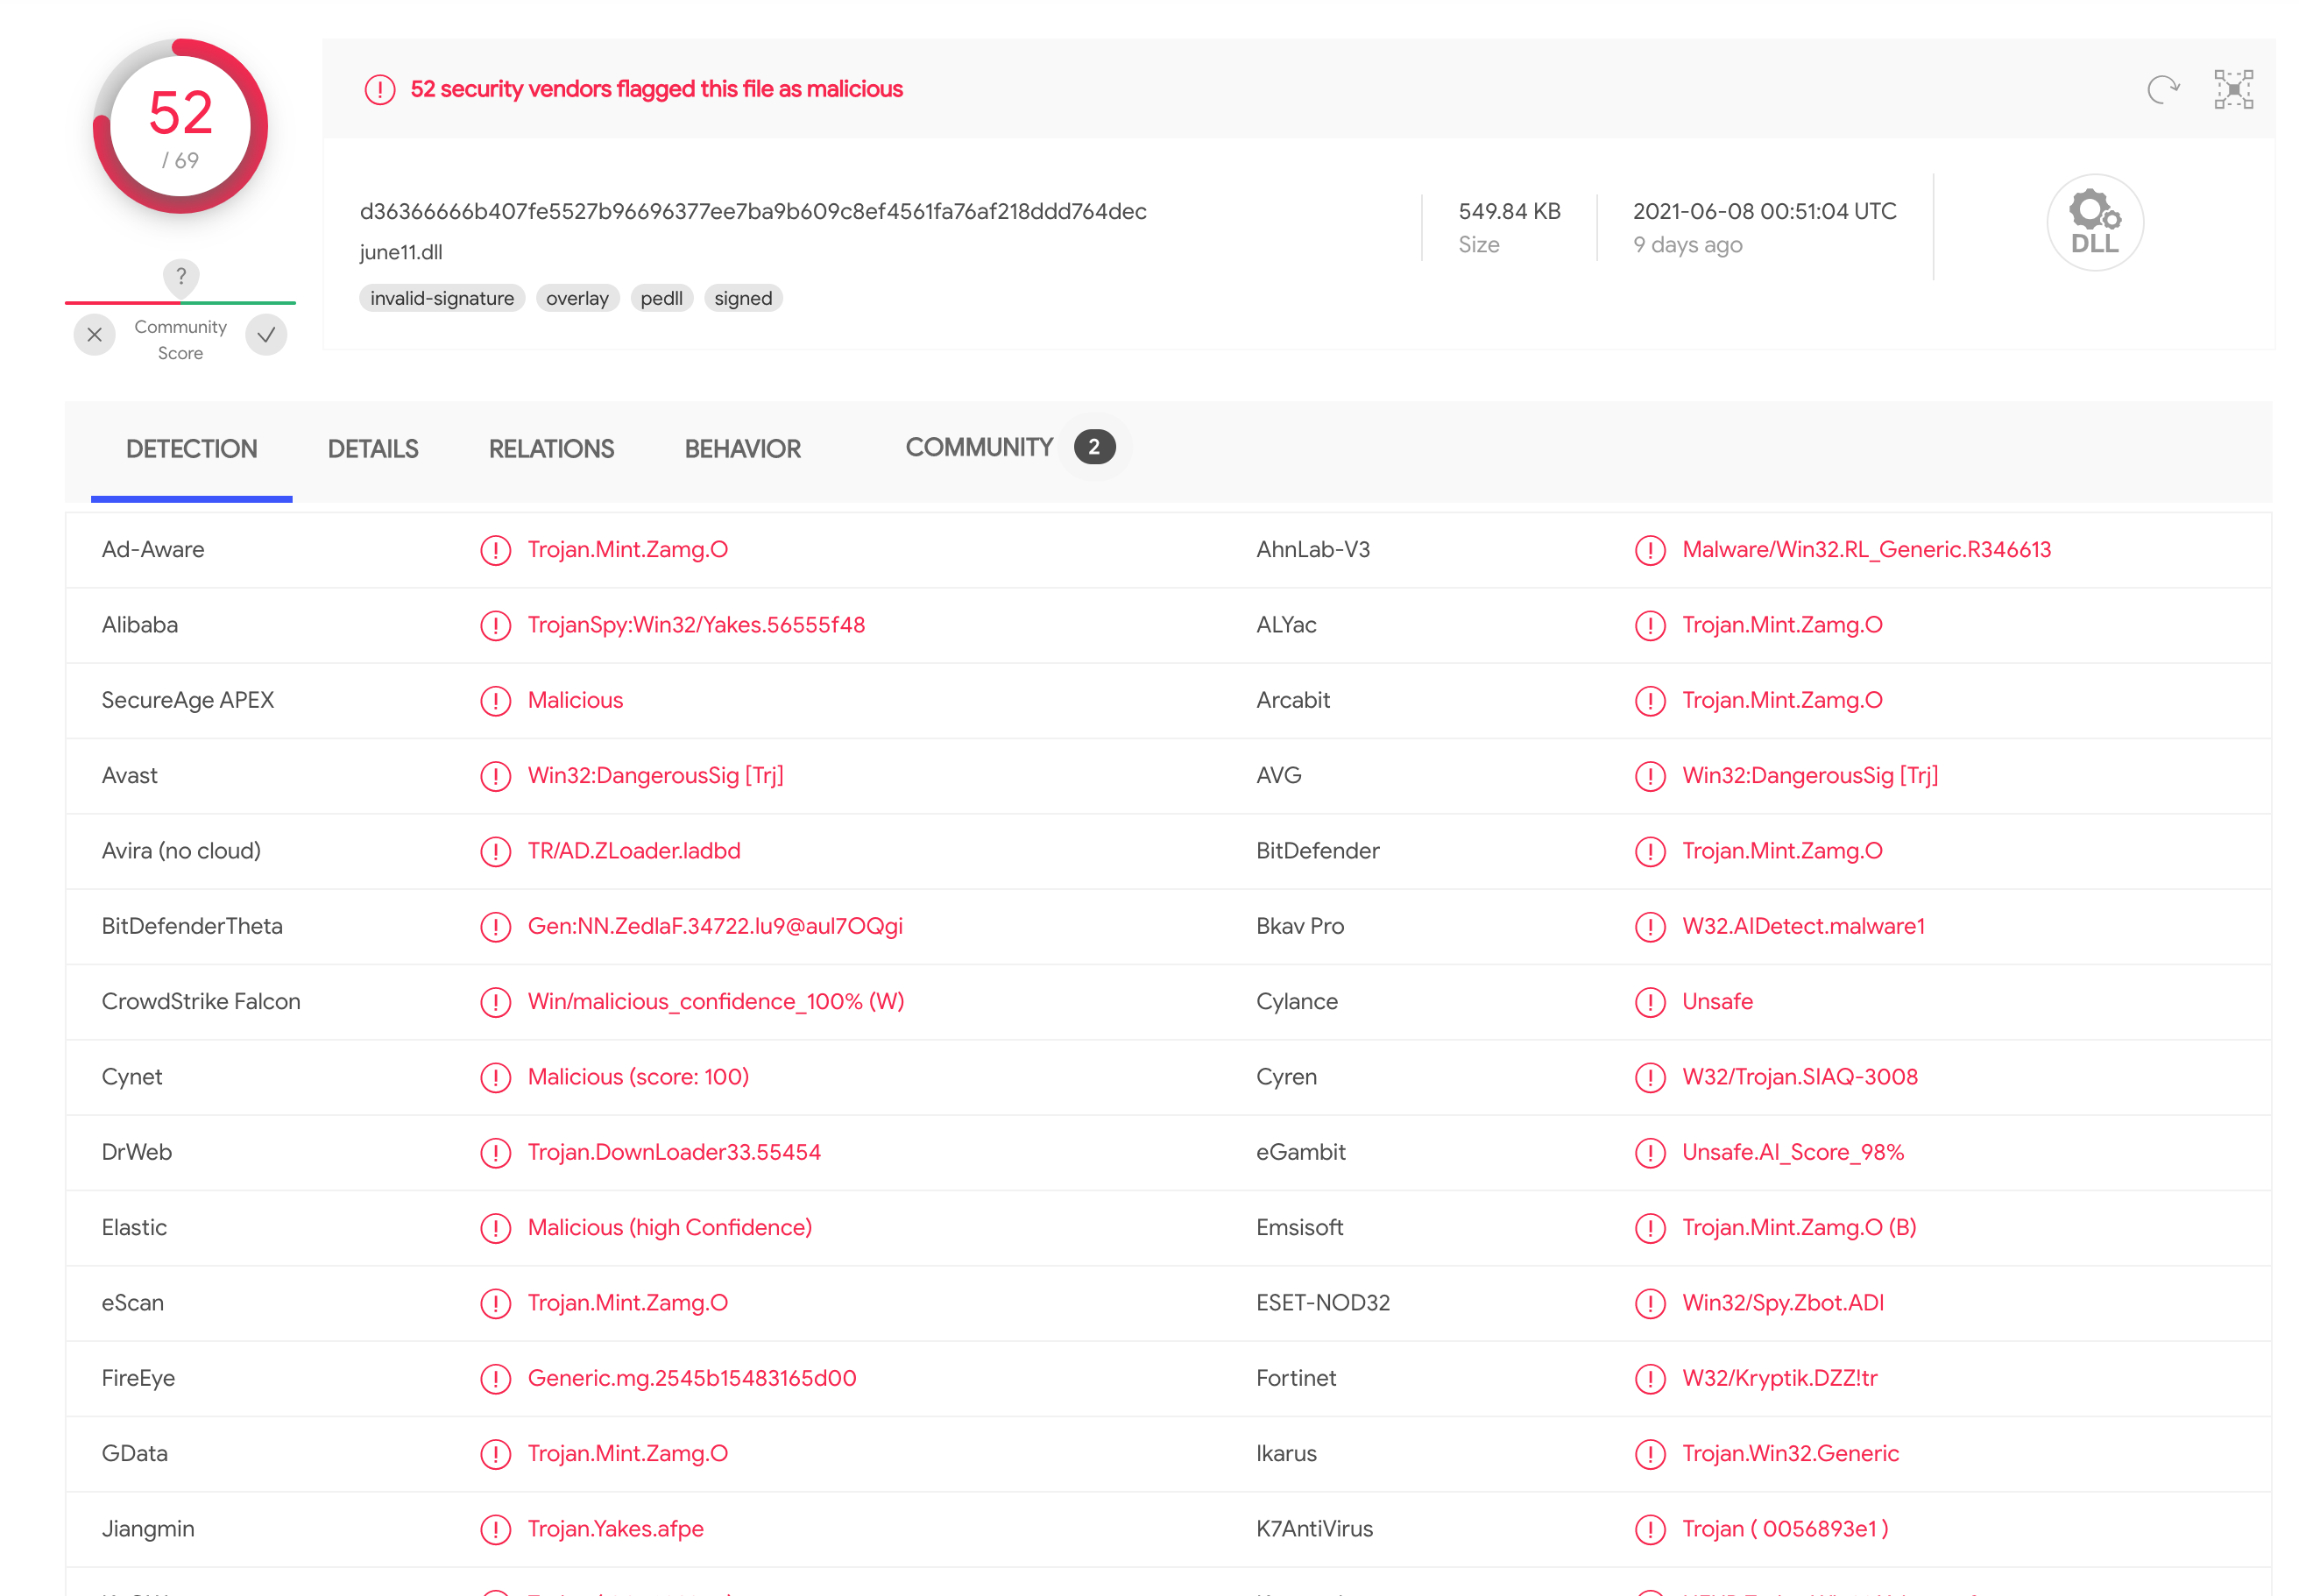 52
/ 69
?
Community
Score
52 security vendors flagged this file as malicious
d36366666b407fe5527b96696377ee7ba9b609c8ef4561fa76af218ddd764dec
june11.dll
invalid-signature overlay pedll signed
549.84 KB
Size
2021-06-08 00:51:04 UTC
9 days ago
DLL
DETECTION DETAILS RELATIONS BEHAVIOR COMMUNITY 2
Ad-Aware Trojan.Mint.Zamg.O AhnLab-V3 Malware/Win32.RL_Generic.R346613
Alibaba TrojanSpy:Win32/Yakes.56555f48 ALYac Trojan.Mint.Zamg.O
SecureAge APEX Malicious Arcabit Trojan.Mint.Zamg.O
Avast Win32:DangerousSig [Trj] AVG Win32:DangerousSig [Trj]
Avira (no cloud) TR/AD.ZLoader.ladbd BitDefender Trojan.Mint.Zamg.O
BitDefenderTheta Gen:NN.ZedlaF.34722.Iu9@aul7OQgi Bkav Pro W32.AIDetect.malware1
CrowdStrike Falcon Win/malicious_confidence_100% (W) Cylance Unsafe
Cynet Malicious (score: 100) Cyren W32/Trojan.SIAQ-3008
DrWeb Trojan.DownLoader33.55454 eGambit Unsafe.AI_Score_98%
Elastic Malicious (high Confidence) Emsisoft Trojan.Mint.Zamg.O (B)
eScan Trojan.Mint.Zamg.O ESET-NOD32 Win32/Spy.Zbot.ADI
FireEye Generic.mg.2545b15483165d00 Fortinet W32/Kryptik.DZZ!tr
GData Trojan.Mint.Zamg.O Ikarus Trojan.Win32.Generic
Jiangmin Trojan.Yakes.afpe K7AntiVirus Trojan ( 0056893e1 )